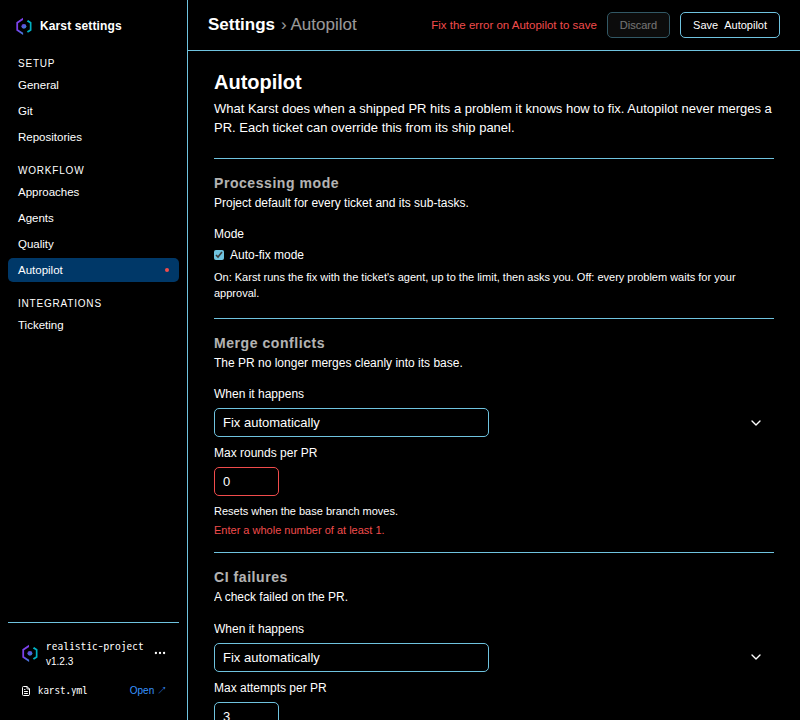 Karst settings
SETUP
General
Git
Repositories
WORKFLOW
Approaches
Agents
Quality
Autopilot
INTEGRATIONS
Ticketing
realistic-project
v1.2.3
karst.yml
Open ↗
Settings › Autopilot
Fix the error on Autopilot to save
Discard
Save Autopilot
Autopilot
What Karst does when a shipped PR hits a problem it knows how to fix. Autopilot never merges a
PR. Each ticket can override this from its ship panel.
Processing mode
Project default for every ticket and its sub-tasks.
Mode
Auto-fix mode
On: Karst runs the fix with the ticket's agent, up to the limit, then asks you. Off: every problem waits for your
approval.
Merge conflicts
The PR no longer merges cleanly into its base.
When it happens
Fix automatically
Max rounds per PR
0
Resets when the base branch moves.
Enter a whole number of at least 1.
CI failures
A check failed on the PR.
When it happens
Fix automatically
Max attempts per PR
3